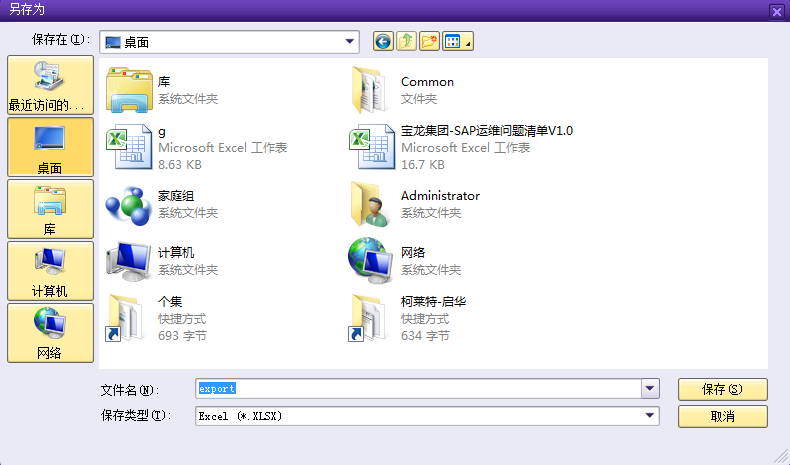 另存为
保存在(I):
桌面
最近访问的...
桌面
库
计算机
网络
库
系统文件夹
Common
文件夹
g
Microsoft Excel 工作表
8.63 KB
宝龙集团-SAP运维问题清单V1.0
Microsoft Excel 工作表
16.7 KB
家庭组
系统文件夹
Administrator
系统文件夹
计算机
系统文件夹
网络
系统文件夹
个集
快捷方式
693 字节
柯莱特-启华
快捷方式
634 字节
文件名(N):
export
保存(S)
保存类型(T):
Excel (*.XLSX)
取消